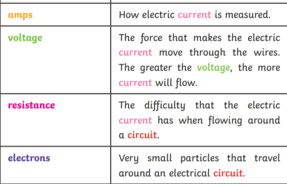 amps How electric current is measured.
voltage The force that makes the electric
current move through the wires.
The greater the voltage, the more
current will flow.
resistance The difficulty that the electric
current has when flowing around
a circuit.
electrons Very small particles that travel
around an electrical circuit.